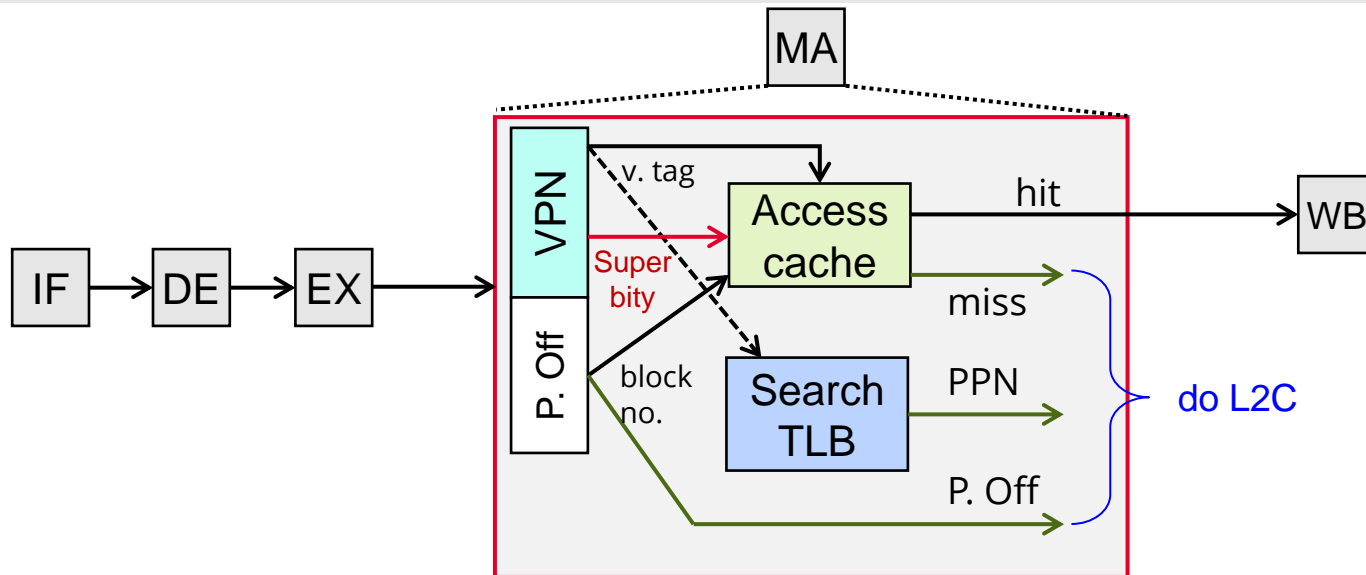 MA
VPN
v. tag
Access
cache
hit
WB
IF
DE
EX
Super
bity
miss
P. Off
block
no.
Search
TLB
PPN
do L2C
P. Off